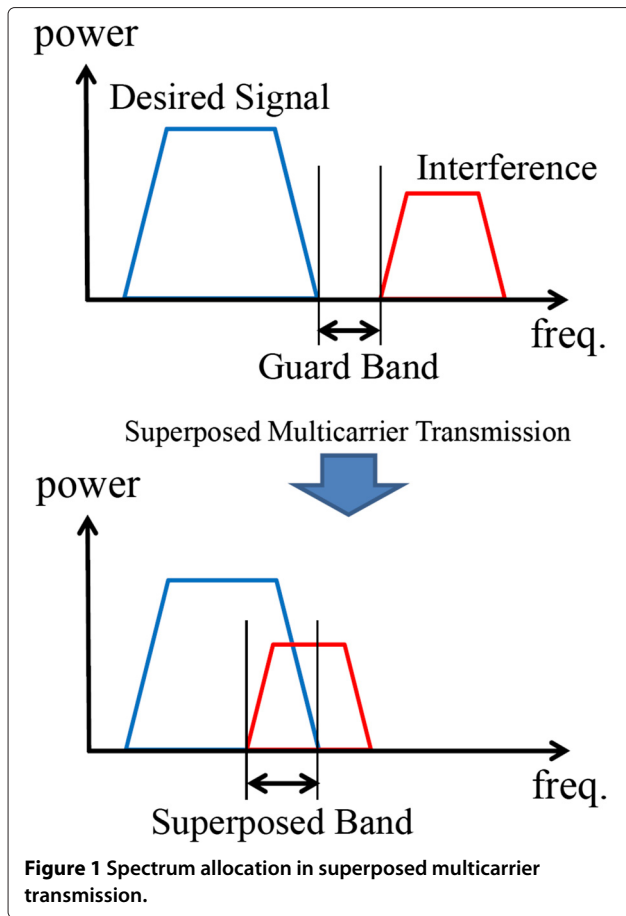 power
Desired Signal
Interference
freq.
Guard Band
Superposed Multicarrier Transmission
power
freq.
Superposed Band
Figure 1 Spectrum allocation in superposed multicarrier
transmission.